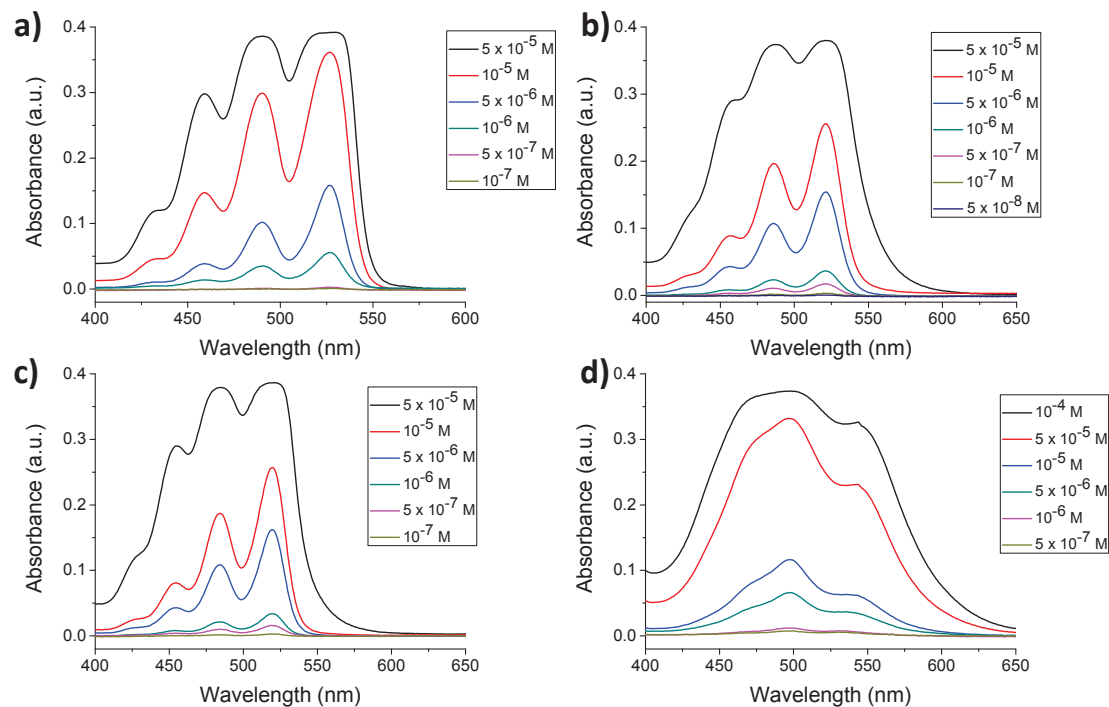 a)
Absorbance (a.u.)
0.4
0.3
0.2
0.1
0.0
400 450 500 550 600
Wavelength (nm)
5 x 10⁻⁵ M
10⁻⁵ M
5 x 10⁻⁶ M
10⁻⁶ M
5 x 10⁻⁷ M
10⁻⁷ M
b)
Absorbance (a.u.)
0.4
0.3
0.2
0.1
0.0
400 450 500 550 600 650
Wavelength (nm)
5 x 10⁻⁵ M
10⁻⁵ M
5 x 10⁻⁶ M
10⁻⁶ M
5 x 10⁻⁷ M
10⁻⁷ M
5 x 10⁻⁸ M
c)
Absorbance (a.u.)
0.4
0.3
0.2
0.1
0.0
400 450 500 550 600 650
Wavelength (nm)
5 x 10⁻⁵ M
10⁻⁵ M
5 x 10⁻⁶ M
10⁻⁶ M
5 x 10⁻⁷ M
10⁻⁷ M
d)
Absorbance (a.u.)
0.4
0.3
0.2
0.1
0.0
400 450 500 550 600 650
Wavelength (nm)
10⁻⁴ M
5 x 10⁻⁵ M
10⁻⁵ M
5 x 10⁻⁶ M
10⁻⁶ M
5 x 10⁻⁷ M